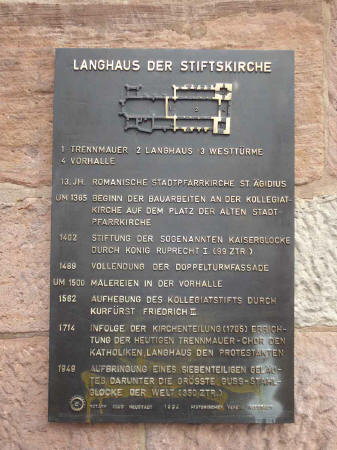 LANGHAUS DER STIFTSKIRCHE
1 TRENNMAUER 2 LANGHAUS 3 WESTTÜRME
4 VORHALLE
13. JH. ROMANISCHE STADTPFARRKIRCHE ST. ÄGIDIUS
UM 1365 BEGINN DER BAUARBEITEN AN DER KOLLEGIAT-
KIRCHE AUF DEM PLATZ DER ALTEN STADT-
PFARRKIRCHE
1402 STIFTUNG DER SOGENANNTEN KAISERGLOCKE
DURCH KÖNIG RUPRECHT I. (99 ZTR.)
1489 VOLLENDUNG DER DOPPELTURMFASSADE
UM 1500 MALEREIEN IN DER VORHALLE
1562 AUFHEBUNG DES KOLLEGIATSTIFTS DURCH
KURFÜRST FRIEDRICH II.
1714 INFOLGE DER KIRCHENTEILUNG (1705) ERRICH-
TUNG DER HEUTIGEN TRENNMAUER - CHOR DEN
KATHOLIKEN, LANGHAUS DEN PROTESTANTEN
1949 AUFBRINGUNG EINES SIEBENTEILIGEN GELÄU-
TES DARUNTER DIE GRÖSSTE GUSS-STAHL-
GLOCKE DER WELT (350 ZTR.)
ROTARY CLUB NEUSTADT HISTORISCHER VEREIN